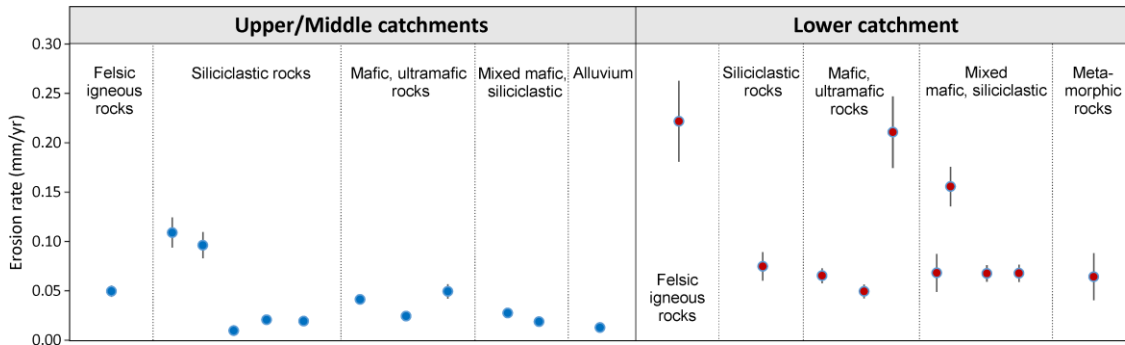 Upper/Middle catchments
Lower catchment
Erosion rate (mm/yr)
0.30
0.25
0.20
0.15
0.10
0.05
0.00
Felsic
igneous
rocks
Siliciclastic rocks
Mafic, ultramafic
rocks
Mixed mafic,
siliciclastic
Alluvium
Felsic
igneous
rocks
Siliciclastic
rocks
Mafic,
ultramafic
rocks
Mixed
mafic, siliciclastic
Meta-
morphic
rocks